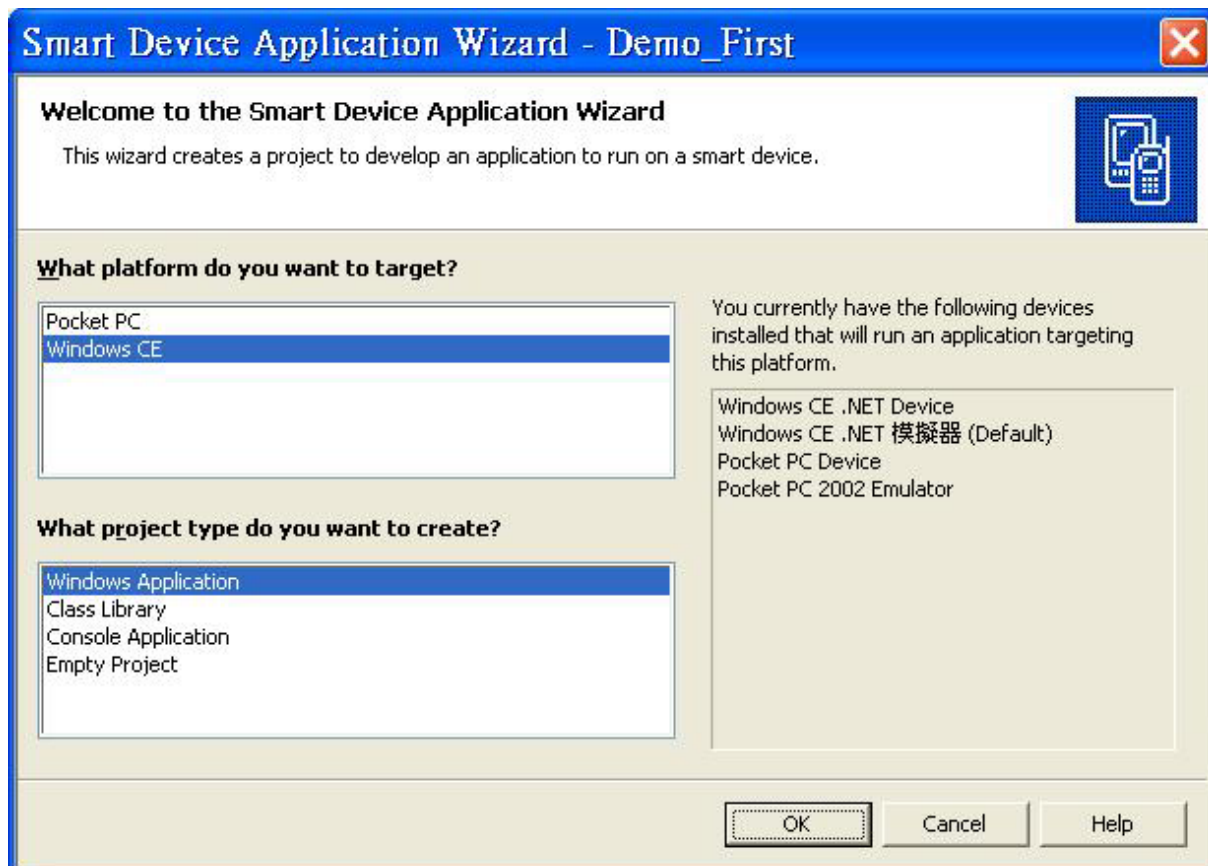 Smart Device Application Wizard - Demo_First
Welcome to the Smart Device Application Wizard
This wizard creates a project to develop an application to run on a smart device.
What platform do you want to target?
Pocket PC
Windows CE
You currently have the following devices
installed that will run an application targeting
this platform.
Windows CE .NET Device
Windows CE .NET 模擬器 (Default)
Pocket PC Device
Pocket PC 2002 Emulator
What project type do you want to create?
Windows Application
Class Library
Console Application
Empty Project
OK
Cancel
Help